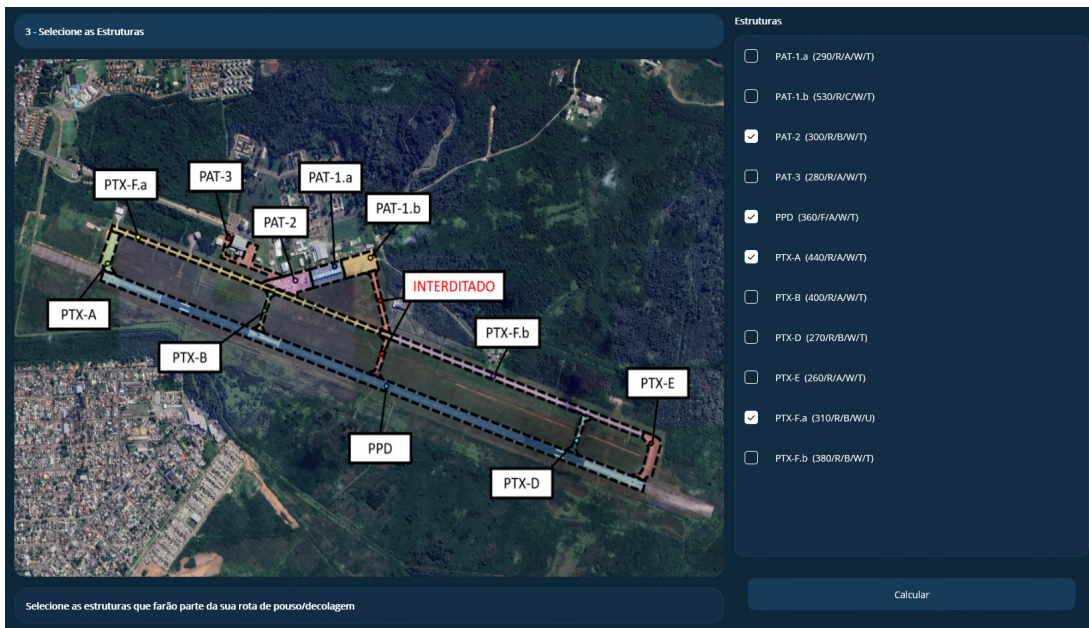 3 - Selecione as Estruturas
PTX-F.a
PAT-3
PAT-1.a
PAT-2
PAT-1.b
INTERDITADO
PTX-A
PTX-B
PTX-F.b
PTX-E
PPD
PTX-D
Selecione as estruturas que farão parte da sua rota de pouso/decolagem
Estruturas
PAT-1.a (290/R/A/W/T)
PAT-1.b (530/R/C/W/T)
PAT-2 (300/R/B/W/T)
PAT-3 (280/R/A/W/T)
PPD (360/F/A/W/T)
PTX-A (440/R/A/W/T)
PTX-B (400/R/A/W/T)
PTX-D (270/R/B/W/T)
PTX-E (260/R/A/W/T)
PTX-F.a (310/R/B/W/U)
PTX-F.b (380/R/B/W/T)
Calcular